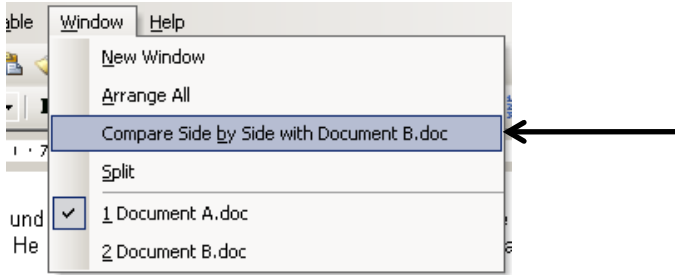 able Window Help
New Window
Arrange All
Compare Side by Side with Document B.doc
Split
und 1 Document A.doc
He 2 Document B.doc